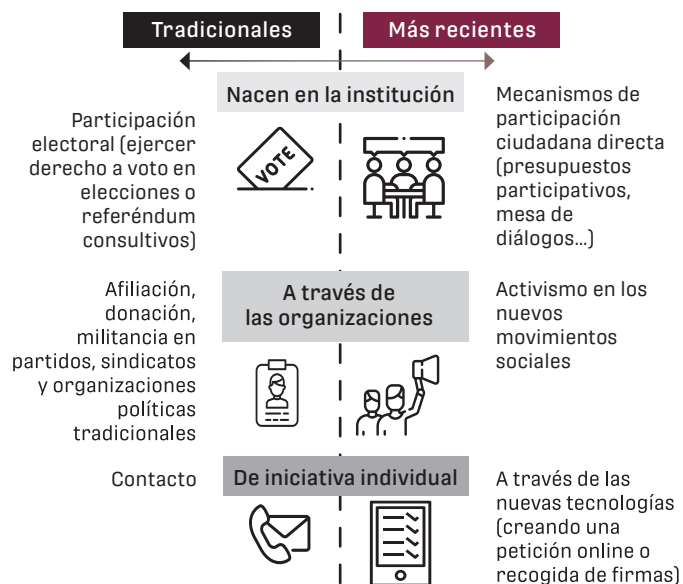 Tradicionales
Más recientes
Nacen en la institución
Participación
electoral (ejercer
derecho a voto en
elecciones o
referéndum
consultivos)
VOTE
Mecanismos de
participación
ciudadana directa
(presupuestos
participativos,
mesa de
diálogos...)
A través de
las organizaciones
Afiliación,
donación,
militancia en
partidos, sindicatos
y organizaciones
políticas
tradicionales
Activismo en los
nuevos
movimientos
sociales
De iniciativa individual
Contacto
A través de las
nuevas tecnologías
(creando una
petición online o
recogida de firmas)